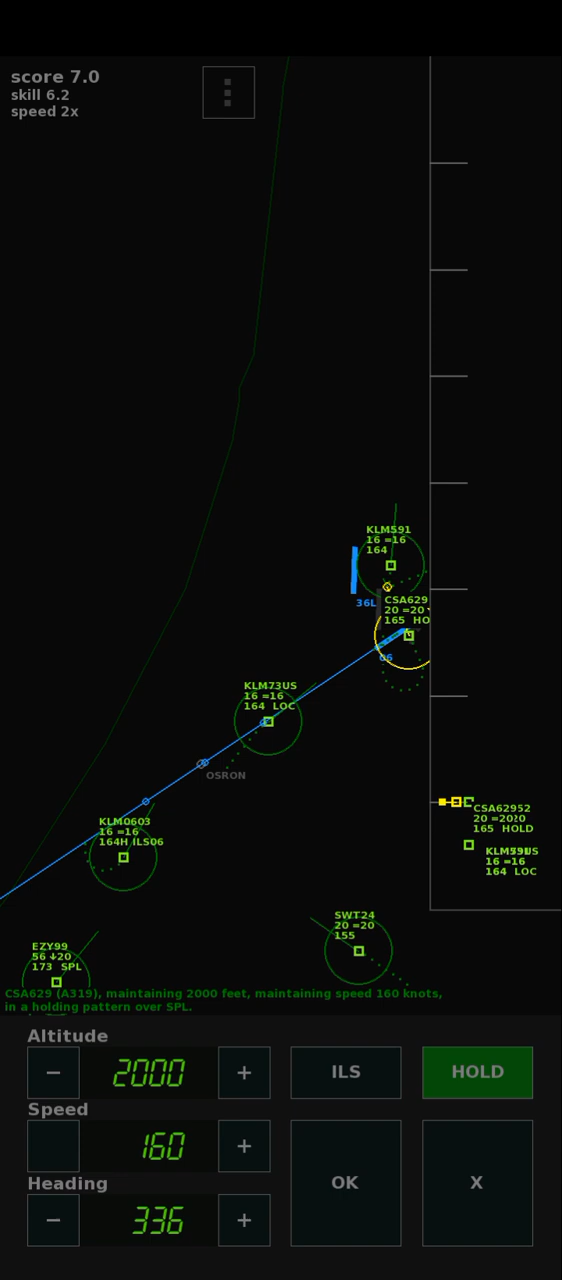 score 7.0
skill 6.2
speed 2x
KLM591
16 =16
164
36L
CSA629
20 =20
165 HO
06
KLM73US
16 =16
164 LOC
OSRON
KLM0603
16 =16
164H ILS06
CSA62952
20 =20
165 HOLD
16 =16
164 LOC
SWT24
20 =20
155
EZY99
56 ↓20
173 SPL
CSA629 (A319), maintaining 2000 feet, maintaining speed 160 knots,
in a holding pattern over SPL.
Altitude
− 2000 + ILS HOLD
Speed
160 + OK X
Heading
− 336 +